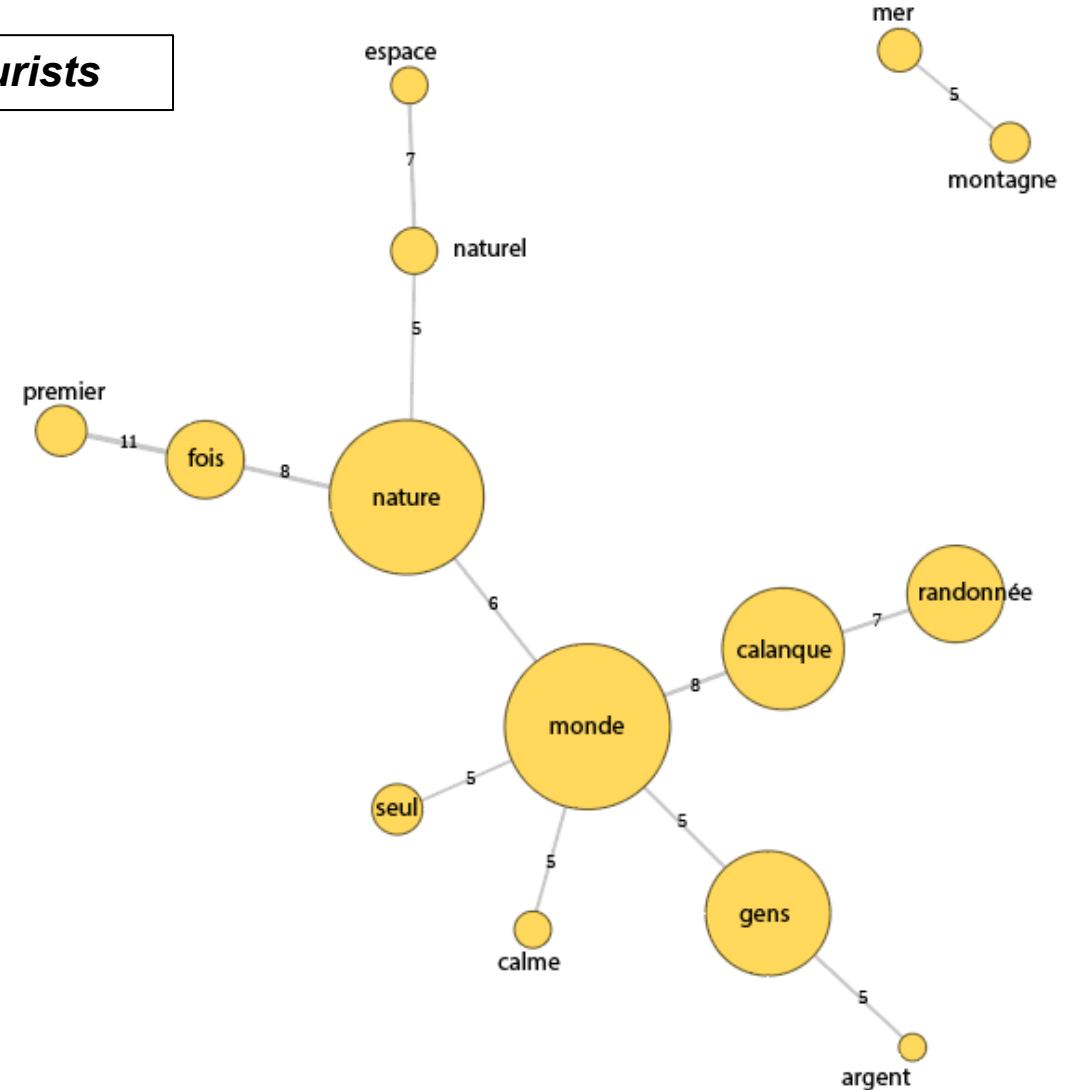 mer
urists
espace
7
5
montagne
naturel
5
premier
11
fois
8
nature
6
randonnée
7
calanque
8
monde
5
seul
5
5
gens
calme
5
argent